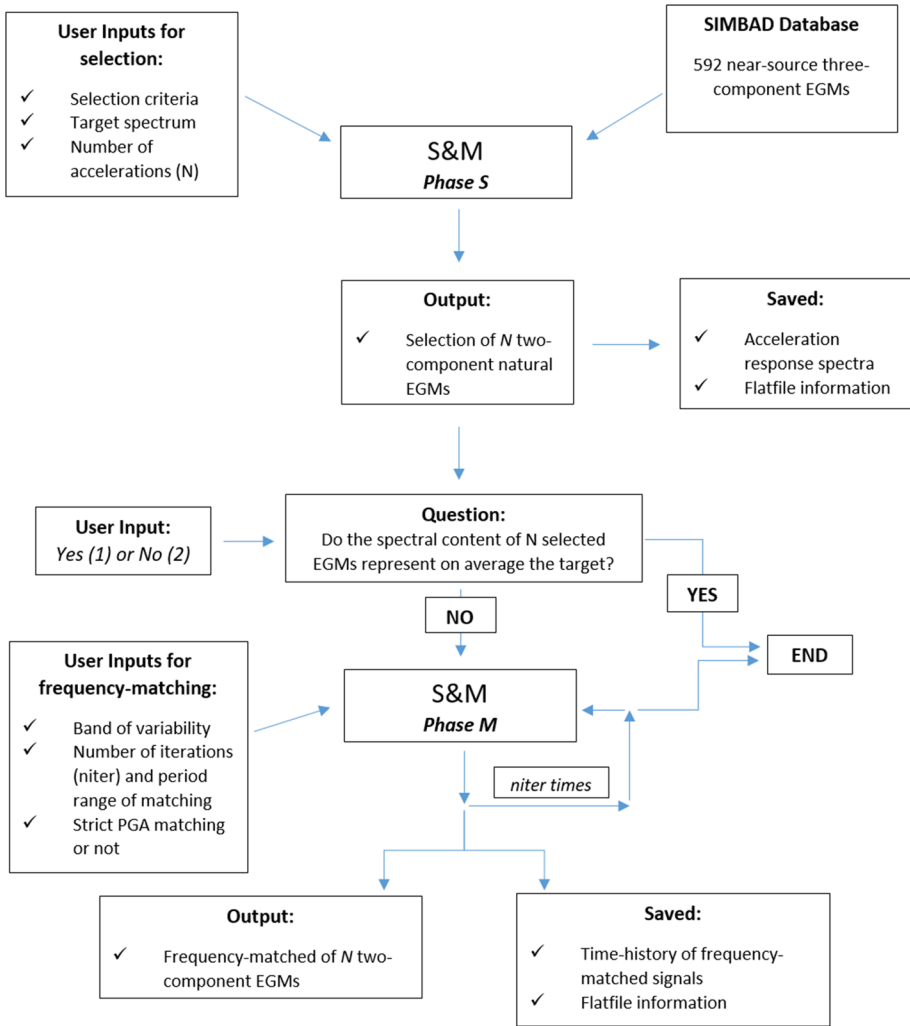 User Inputs for
selection:
✓ Selection criteria
✓ Target spectrum
✓ Number of
accelerations (N)
SIMBAD Database
592 near-source three-
component EGMs
S&M
Phase S
Output:
✓ Selection of N two-
component natural
EGMs
Saved:
✓ Acceleration
response spectra
✓ Flatfile information
User Input:
Yes (1) or No (2)
Question:
Do the spectral content of N selected
EGMs represent on average the target?
YES
NO
END
User Inputs for
frequency-matching:
✓ Band of variability
✓ Number of iterations
(niter) and period
range of matching
✓ Strict PGA matching
or not
S&M
Phase M
niter times
Output:
✓ Frequency-matched of N two-
component EGMs
Saved:
✓ Time-history of frequency-
matched signals
✓ Flatfile information